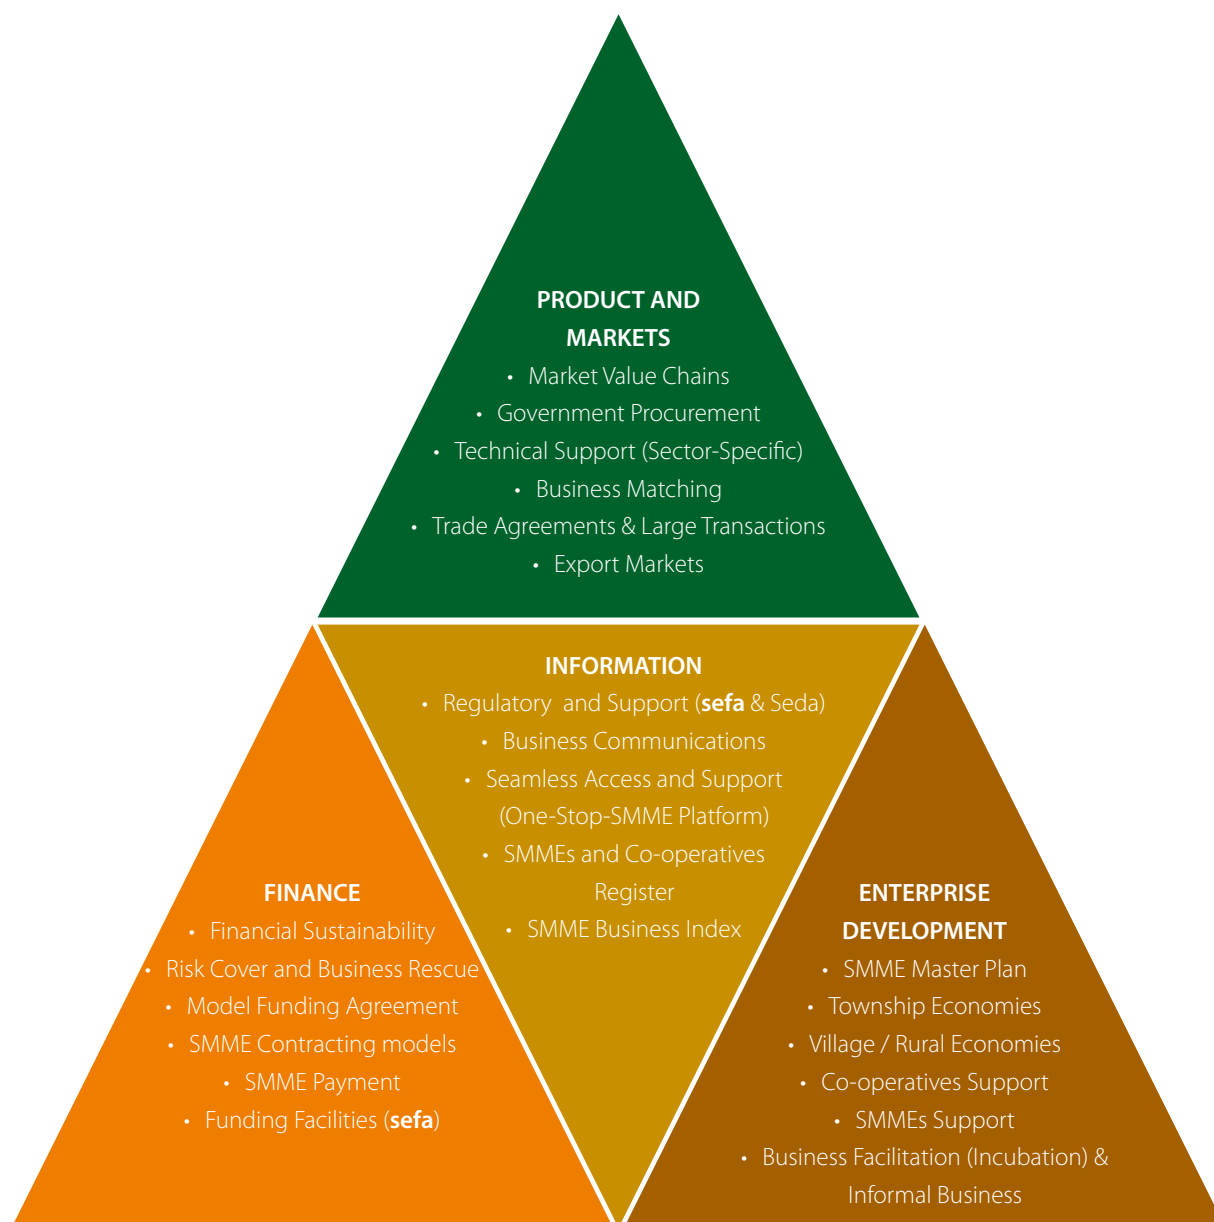 PRODUCT AND
MARKETS
• Market Value Chains
• Government Procurement
• Technical Support (Sector-Specific)
• Business Matching
• Trade Agreements & Large Transactions
• Export Markets
INFORMATION
• Regulatory and Support (sefa & Seda)
• Business Communications
• Seamless Access and Support
(One-Stop-SMME Platform)
• SMMEs and Co-operatives
Register
• SMME Business Index
FINANCE
• Financial Sustainability
• Risk Cover and Business Rescue
• Model Funding Agreement
• SMME Contracting models
• SMME Payment
• Funding Facilities (sefa)
ENTERPRISE
DEVELOPMENT
• SMME Master Plan
• Township Economies
• Village / Rural Economies
• Co-operatives Support
• SMMEs Support
• Business Facilitation (Incubation) &
Informal Business